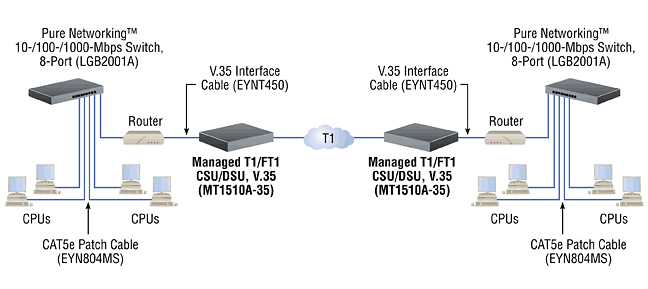 Pure Networking™
10-/100-/1000-Mbps Switch,
8-Port (LGB2001A)
V.35 Interface
Cable (EYNT450)
Router
Managed T1/FT1
CSU/DSU, V.35
(MT1510A-35)
CPUs
CPUs
CAT5e Patch Cable
(EYN804MS)
T1
V.35 Interface
Cable (EYNT450)
Pure Networking™
10-/100-/1000-Mbps Switch,
8-Port (LGB2001A)
Router
Managed T1/FT1
CSU/DSU, V.35
(MT1510A-35)
CPUs
CPUs
CAT5e Patch Cable
(EYN804MS)